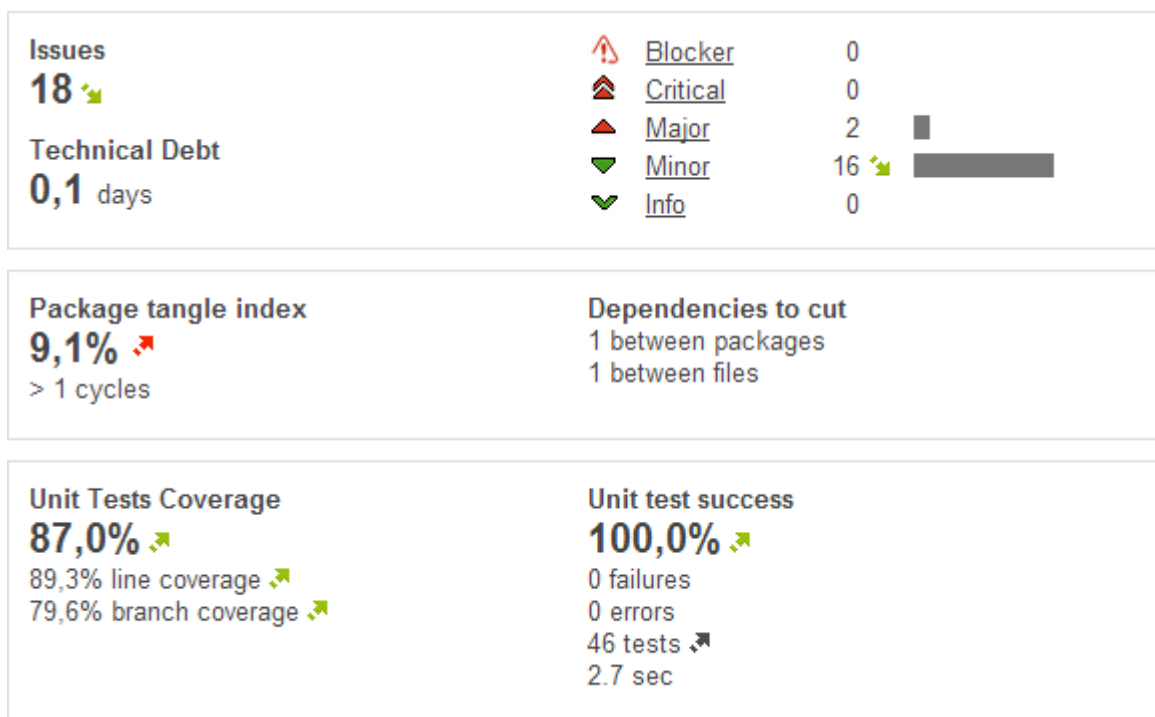 Issues
18
Technical Debt
0,1 days
Blocker 0
Critical 0
Major 2
Minor 16
Info 0
Package tangle index
9,1%
> 1 cycles
Dependencies to cut
1 between packages
1 between files
Unit Tests Coverage
87,0%
89,3% line coverage
79,6% branch coverage
Unit test success
100,0%
0 failures
0 errors
46 tests
2.7 sec